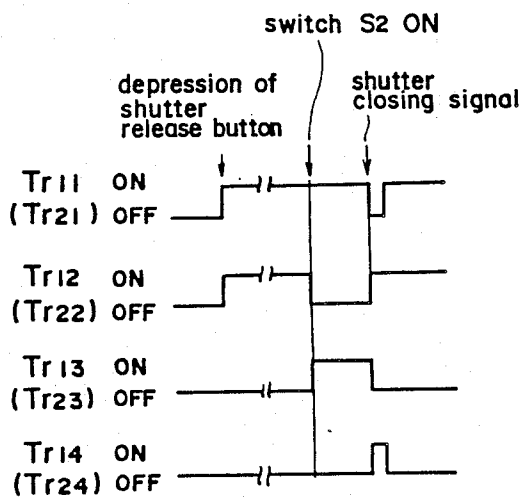 switch S2 ON
depression of
shutter
release button
shutter
closing signal
Tr11 ON
(Tr21) OFF
Tr12 ON
(Tr22) OFF
Tr13 ON
(Tr23) OFF
Tr14 ON
(Tr24) OFF